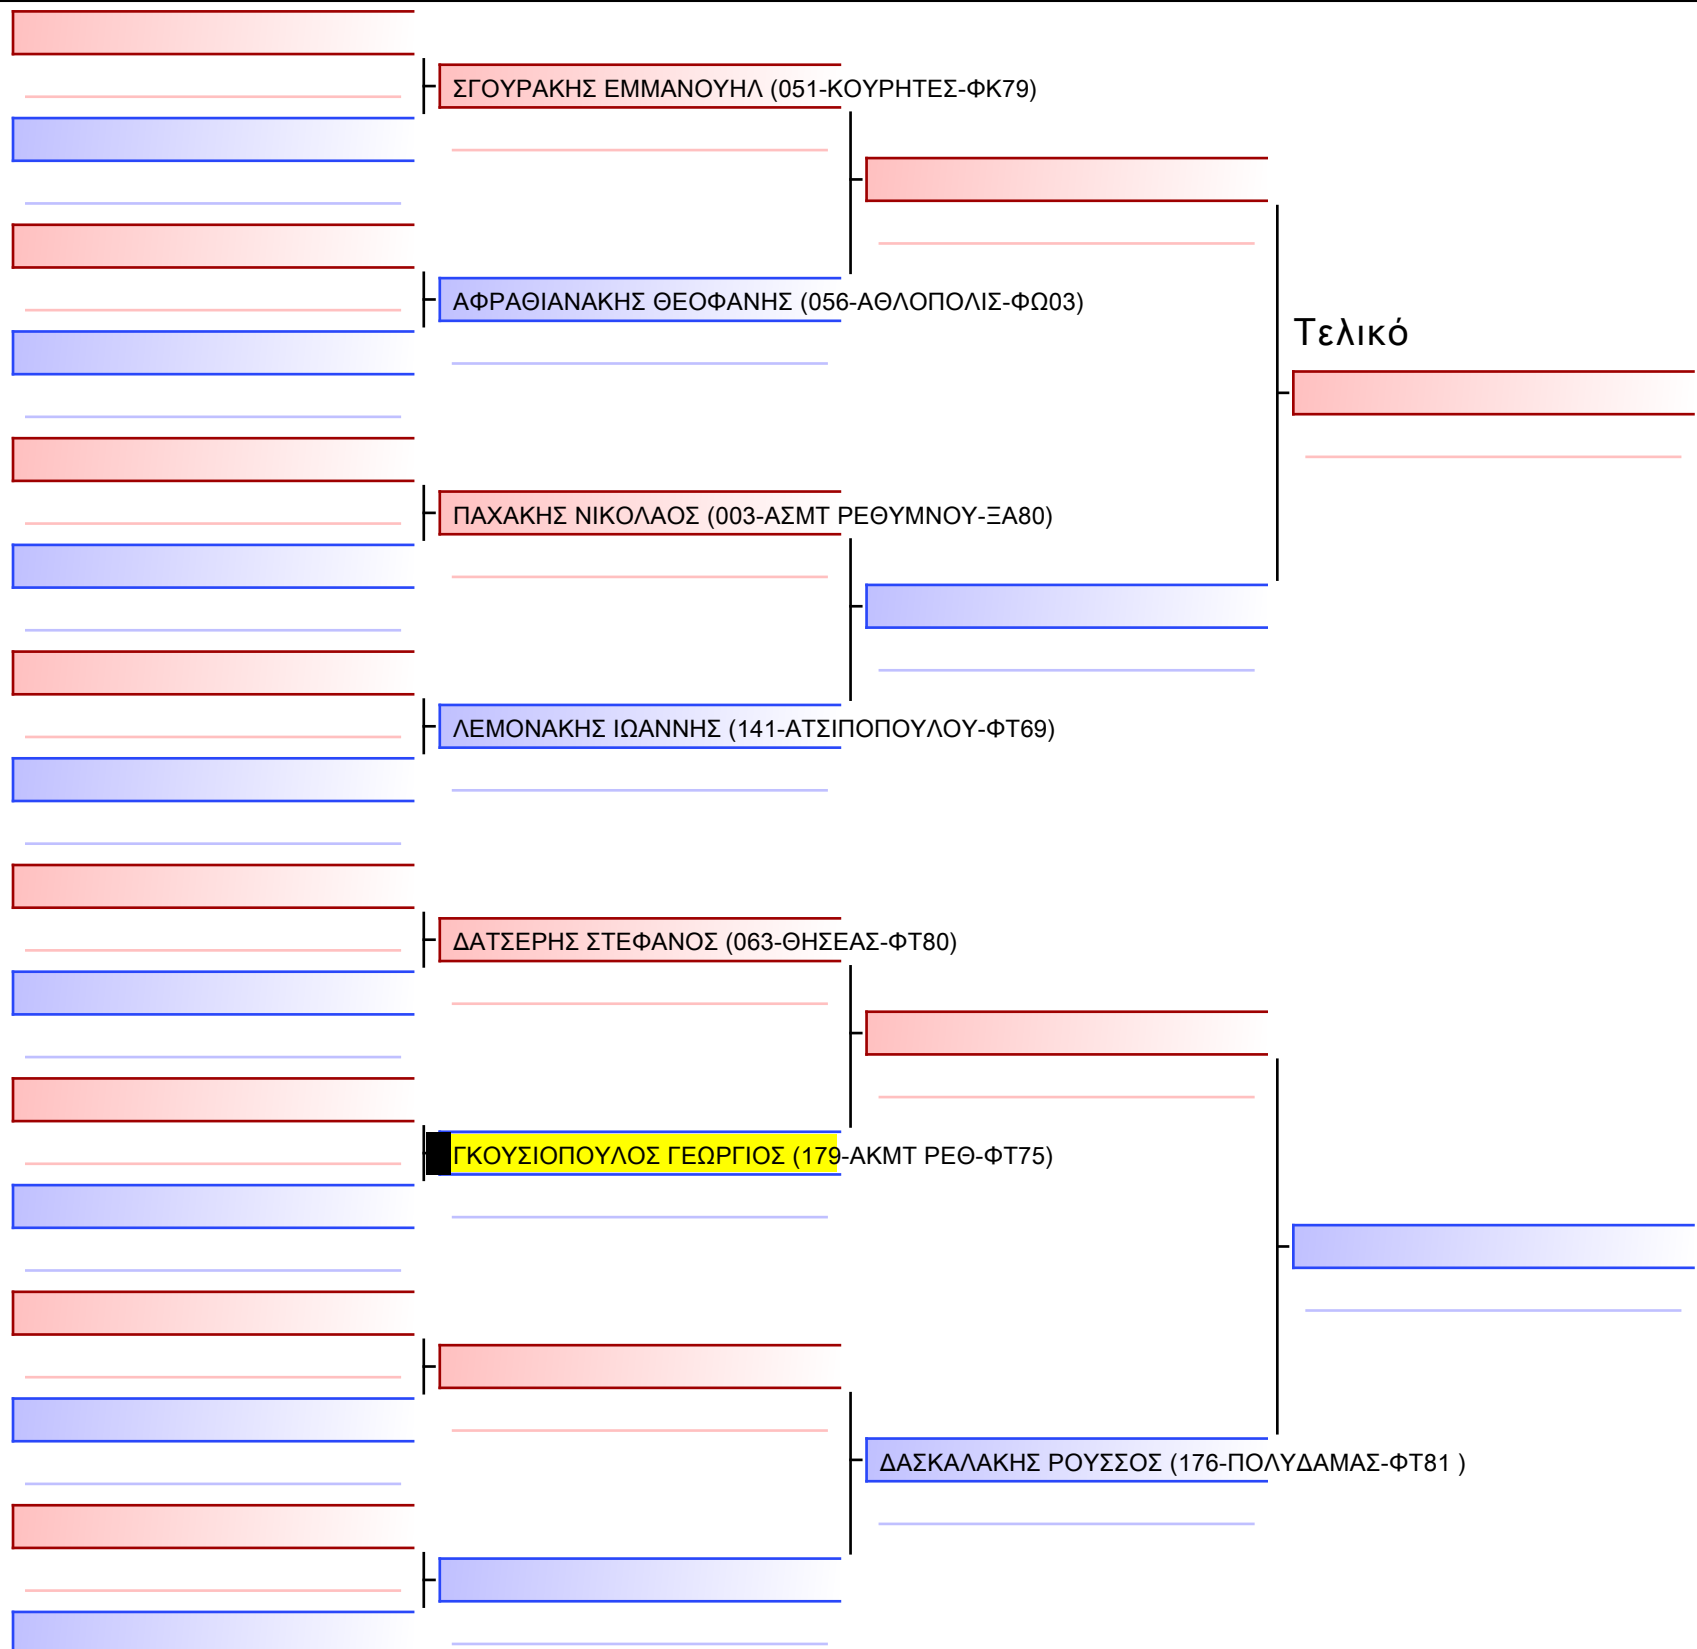 ΣΓΟΥΡΑΚΗΣ ΕΜΜΑΝΟΥΗΛ (051-ΚΟΥΡΗΤΕΣ-ΦΚ79)
ΑΦΡΑΘΙΑΝΑΚΗΣ ΘΕΟΦΑΝΗΣ (056-ΑΘΛΟΠΟΛΙΣ-ΦΩ03)
Τελικό
ΠΑΧΑΚΗΣ ΝΙΚΟΛΑΟΣ (003-ΑΣΜΤ ΡΕΘΥΜΝΟΥ-ΞΑ80)
ΛΕΜΟΝΑΚΗΣ ΙΩΑΝΝΗΣ (141-ΑΤΣΙΠΟΠΟΥΛΟΥ-ΦΤ69)
ΔΑΤΣΕΡΗΣ ΣΤΕΦΑΝΟΣ (063-ΘΗΣΕΑΣ-ΦΤ80)
ΓΚΟΥΣΙΟΠΟΥΛΟΣ ΓΕΩΡΓΙΟΣ (179-ΑΚΜΤ ΡΕΘ-ΦΤ75)
ΔΑΣΚΑΛΑΚΗΣ ΡΟΥΣΣΟΣ (176-ΠΟΛΥΔΑΜΑΣ-ΦΤ81 )